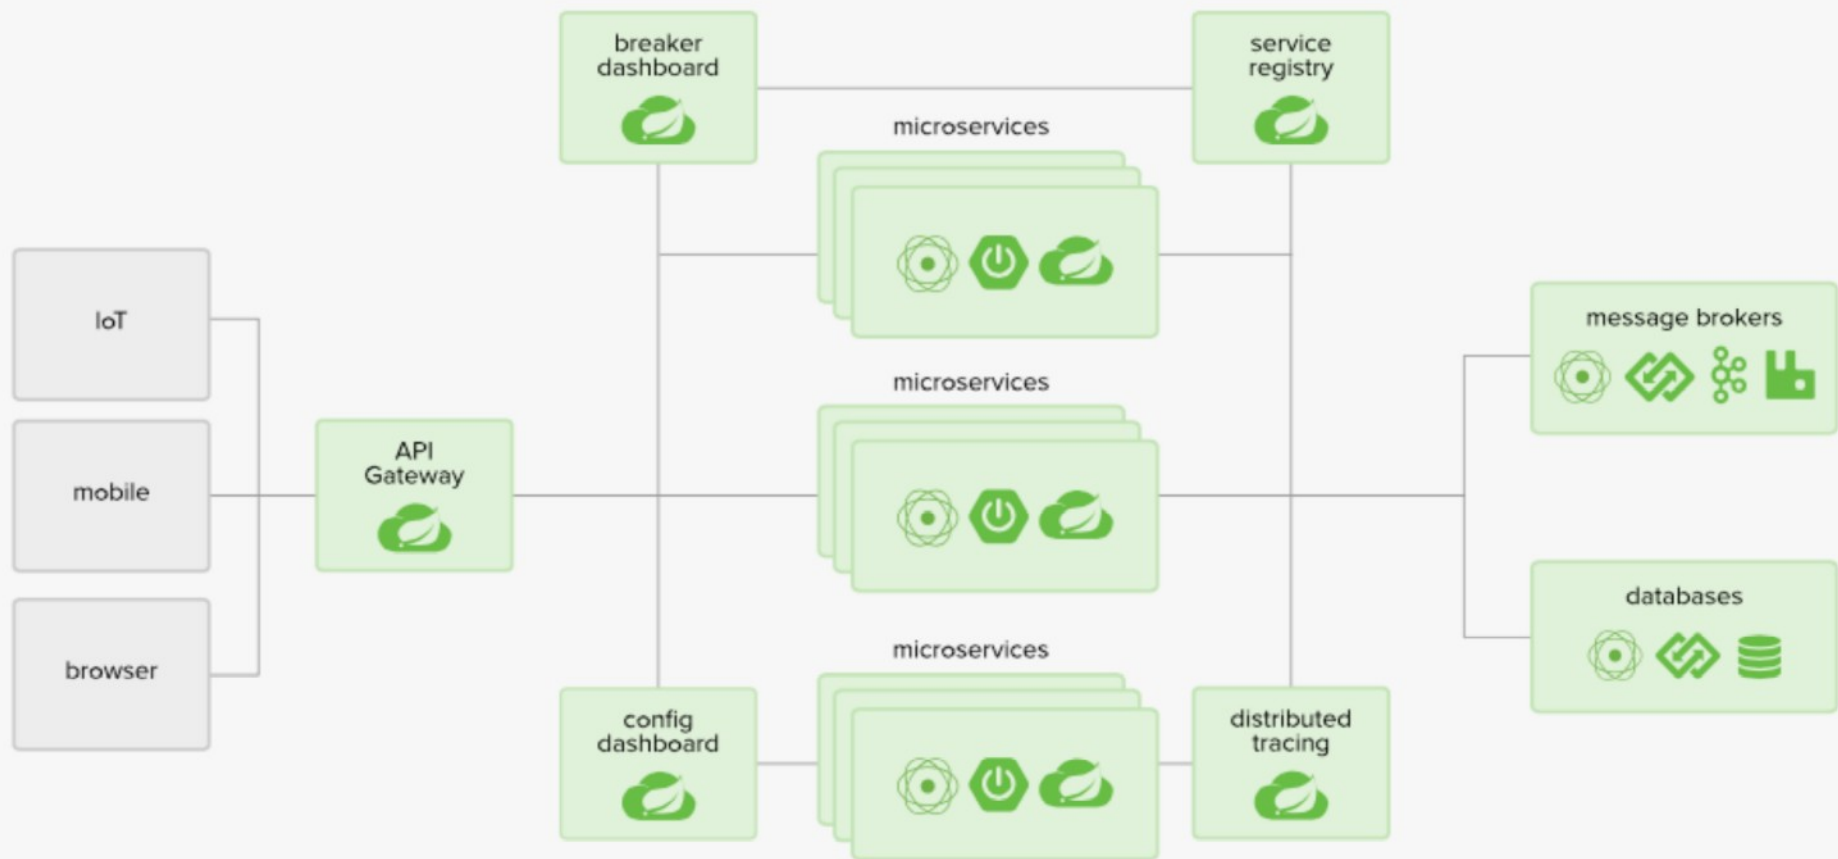 breaker
dashboard
service
registry
microservices
IoT
message brokers
microservices
API
Gateway
mobile
databases
microservices
browser
config
dashboard
distributed
tracing